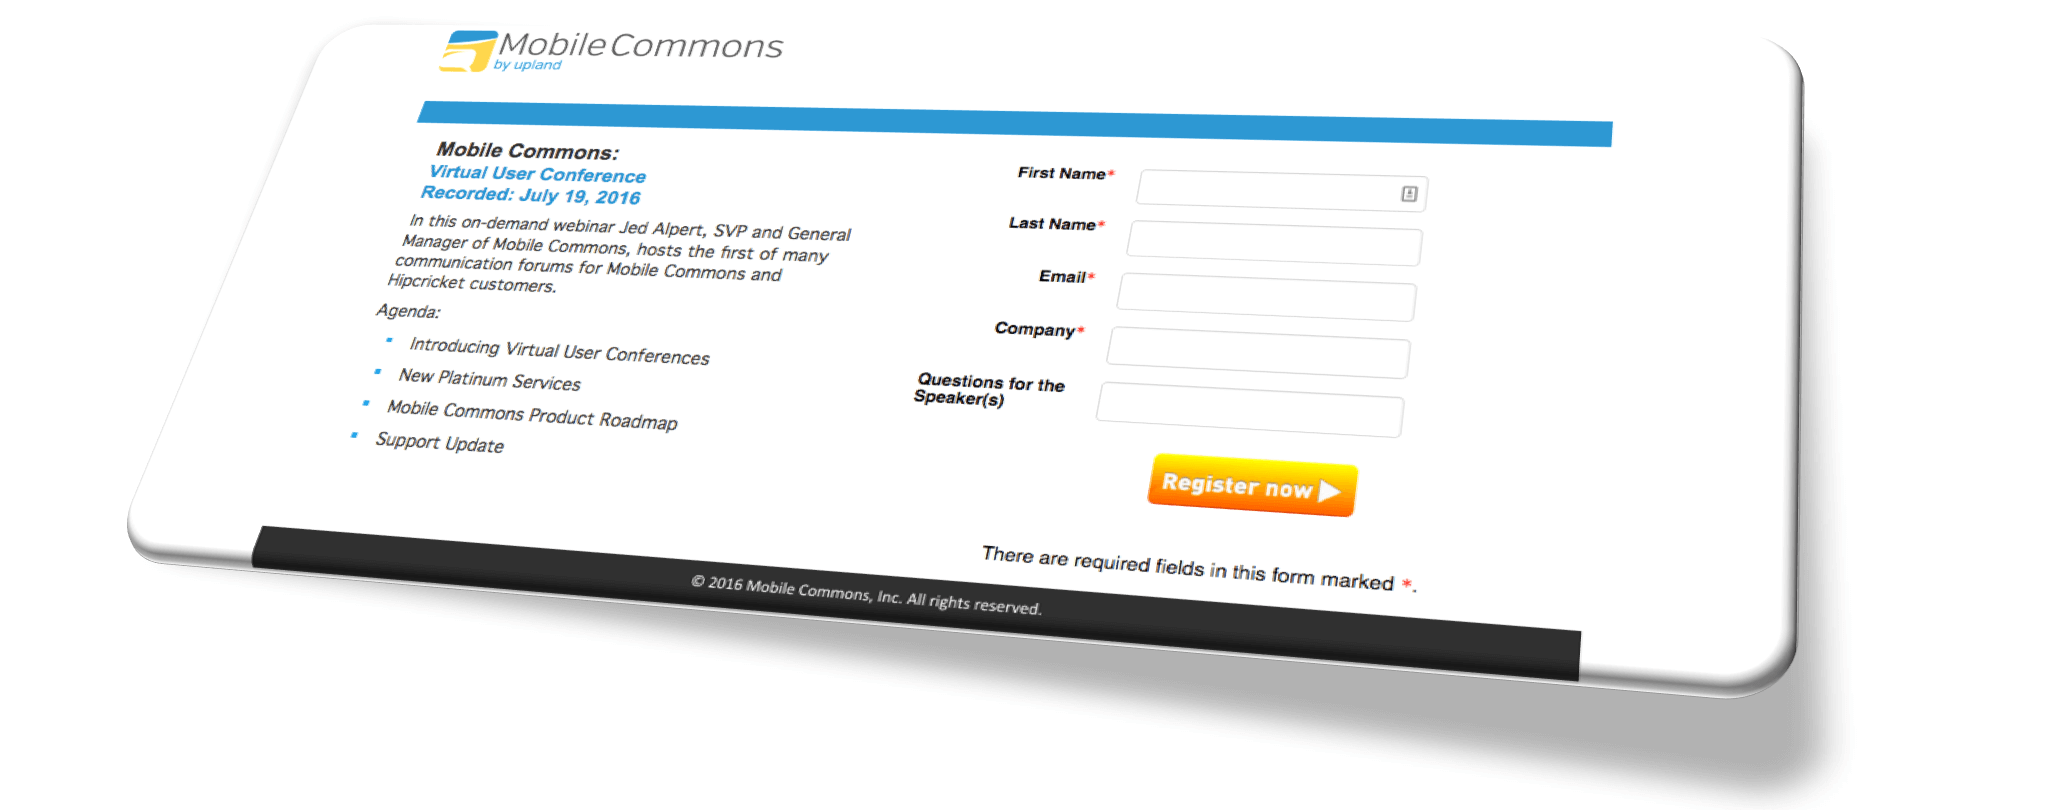 MobileCommons
by upland
Mobile Commons:
Virtual User Conference
Recorded: July 19, 2016
In this on-demand webinar Jed Alpert, SVP and General
Manager of Mobile Commons, hosts the first of many
communication forums for Mobile Commons and
Hipcricket customers.
Agenda:
Introducing Virtual User Conferences
New Platinum Services
Mobile Commons Product Roadmap
Support Update
First Name*
Last Name*
Email*
Company*
Questions for the
Speaker(s)
Register now
There are required fields in this form marked *.
© 2016 Mobile Commons, Inc. All rights reserved.